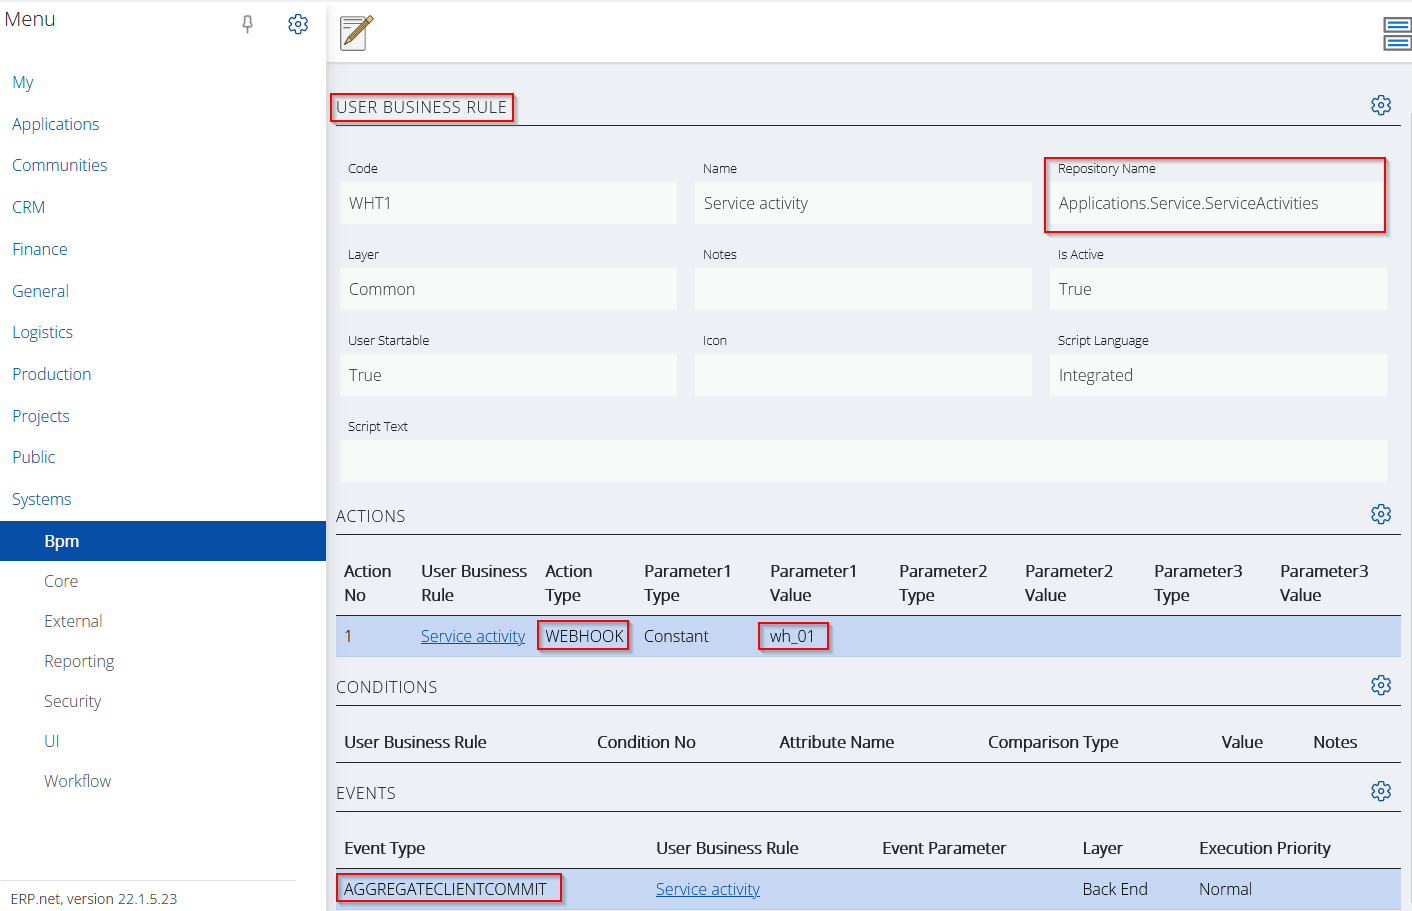 Menu
My
Applications
Communities
CRM
Finance
General
Logistics
Production
Projects
Public
Systems
Bpm
Core
External
Reporting
Security
UI
Workflow
ERP.net, version 22.1.5.23
USER BUSINESS RULE
Code Name Repository Name
WHT1 Service activity Applications.Service.ServiceActivities
Layer Notes Is Active
Common True
User Startable Icon Script Language
True Integrated
Script Text
ACTIONS
Action User Business Action Parameter1 Parameter1 Parameter2 Parameter2 Parameter3 Parameter3
No Rule Type Type Value Type Value Type Value
1 Service activity WEBHOOK Constant wh_01
CONDITIONS
User Business Rule Condition No Attribute Name Comparison Type Value Notes
EVENTS
Event Type User Business Rule Event Parameter Layer Execution Priority
AGGREGATECLIENTCOMMIT Service activity Back End Normal